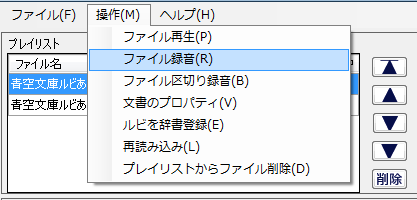 ファイル(F) 操作(M) ヘルプ(H)
プレイリスト
ファイル名
青空文庫ルビあ
青空文庫ルビあ
ファイル再生(P)
ファイル録音(R)
ファイル区切り録音(B)
文書のプロパティ(V)
ルビを辞書登録(E)
再読み込み(L)
プレイリストからファイル削除(D)
削除